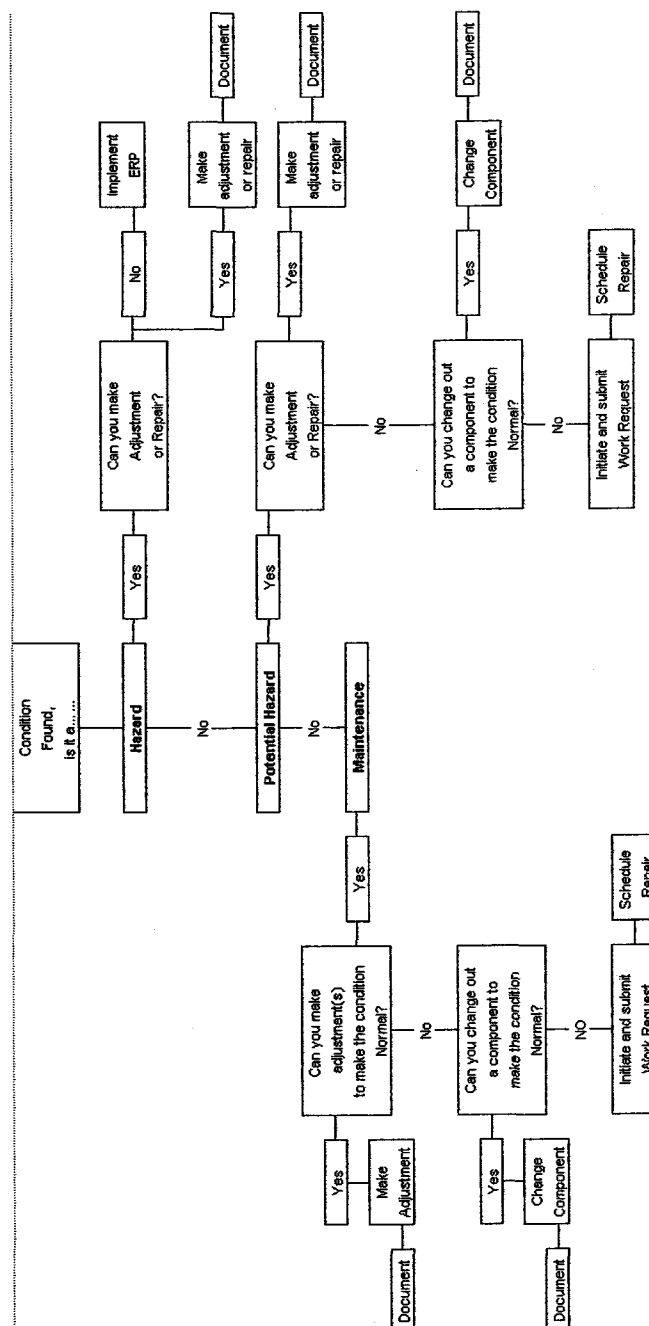 Condition
Found,
is it a......
Hazard
Yes
Can you make
Adjustment
or Repair?
No
Implement
ERP
Yes
Make
adjustment
or repair
Document
No
Potential Hazard
Yes
Can you make
Adjustment
or Repair?
Yes
Make
adjustment
or repair
Document
No
Can you change out
a component to
make the condition
Normal?
Yes
Change
Component
Document
No
Initiate and submit
Work Request
Schedule
Repair
No
Maintenance
Yes
Can you make
adjustment(s)
to make the condition
Normal?
Yes
Make
Adjustment
Document
No
Can you change out
a component to
make the condition
Normal?
Yes
Change
Component
Document
NO
Initiate and submit
Work Request
Schedule
Repair